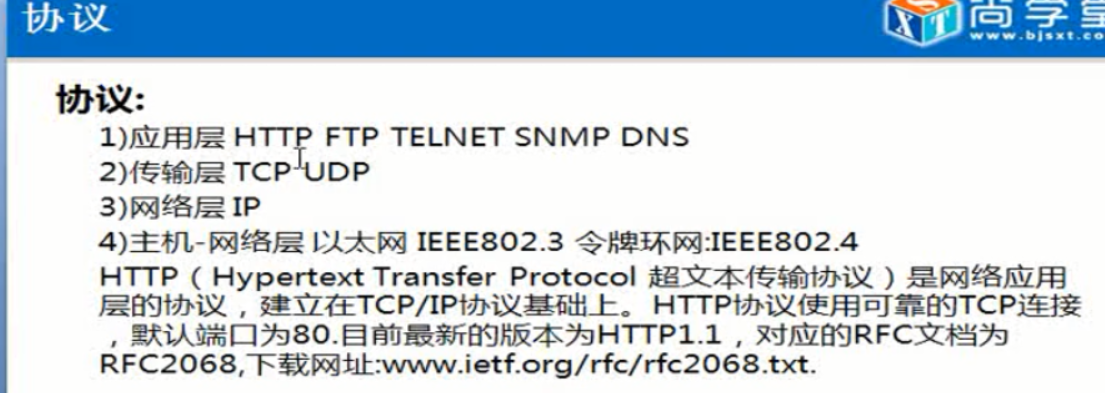 协议
尚学堂
www.bjsxt.co
协议:
1)应用层 HTTP FTP TELNET SNMP DNS
2)传输层 TCP UDP
3)网络层 IP
4)主机-网络层 以太网 IEEE802.3 令牌环网:IEEE802.4
HTTP（Hypertext Transfer Protocol 超文本传输协议）是网络应用
层的协议，建立在TCP/IP协议基础上。HTTP协议使用可靠的TCP连接
，默认端口为80.目前最新的版本为HTTP1.1，对应的RFC文档为
RFC2068,下载网址:www.ietf.org/rfc/rfc2068.txt.